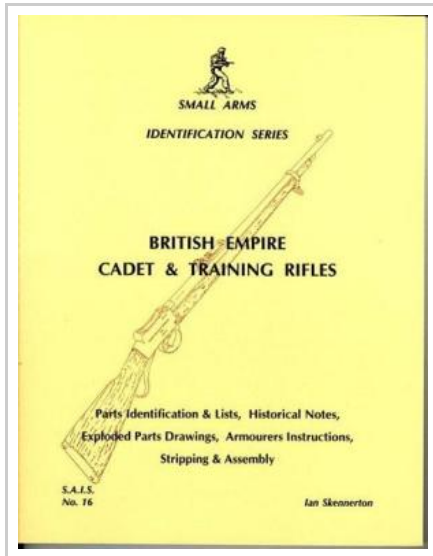 SMALL ARMS
IDENTIFICATION SERIES
BRITISH EMPIRE
CADET & TRAINING RIFLES
Parts Identification & Lists, Historical Notes,
Exploded Parts Drawings, Armourers Instructions,
Stripping & Assembly
S.A.I.S.
No. 16
Ian Skennerton